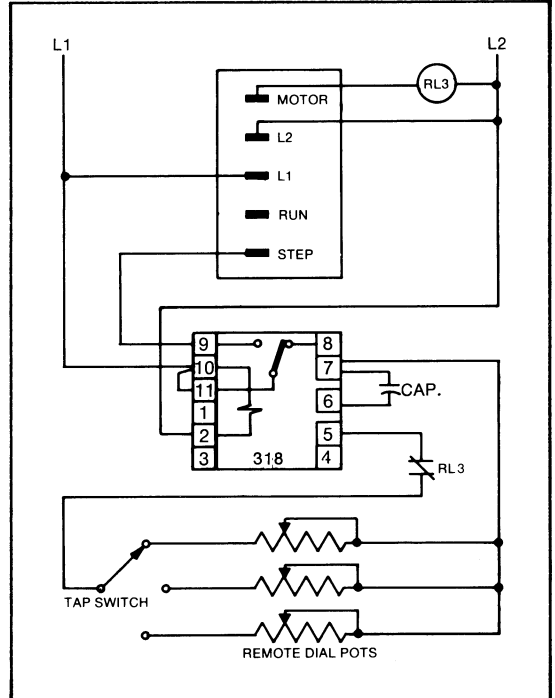 L1
L2
RL3
MOTOR
L2
L1
RUN
STEP
9
8
10
7
11
CAP.
1
6
2
5
3
318
4
RL3
TAP SWITCH
REMOTE DIAL POTS